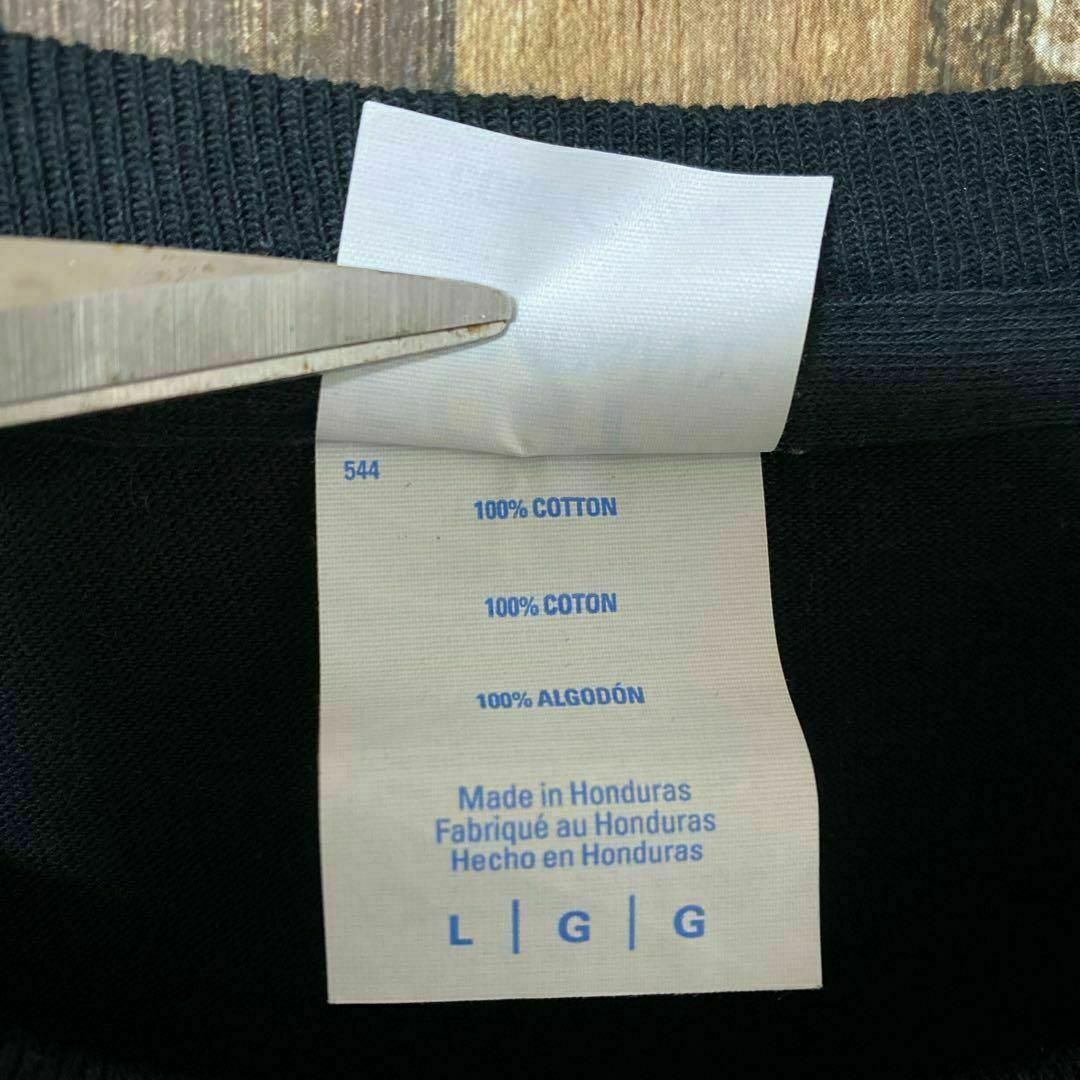 544
100% COTTON
100% COTON
100% ALGODÓN
Made in Honduras
Fabriqué au Honduras
Hecho en Honduras
L | G | G